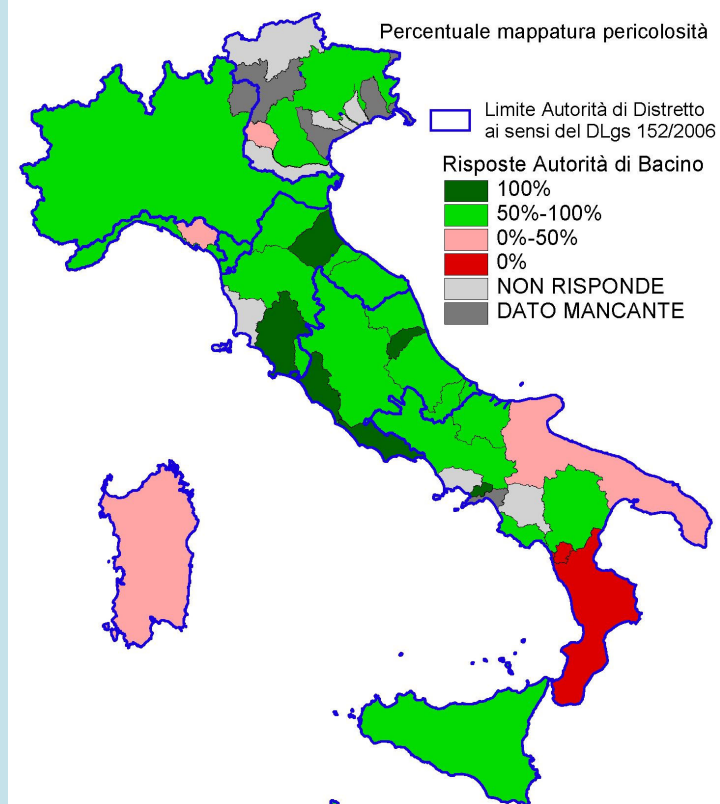 Percentuale mappatura pericolosità
Limite Autorità di Distretto
ai sensi del DLgs 152/2006
Risposte Autorità di Bacino
100%
50%-100%
0%-50%
0%
NON RISPONDE
DATO MANCANTE